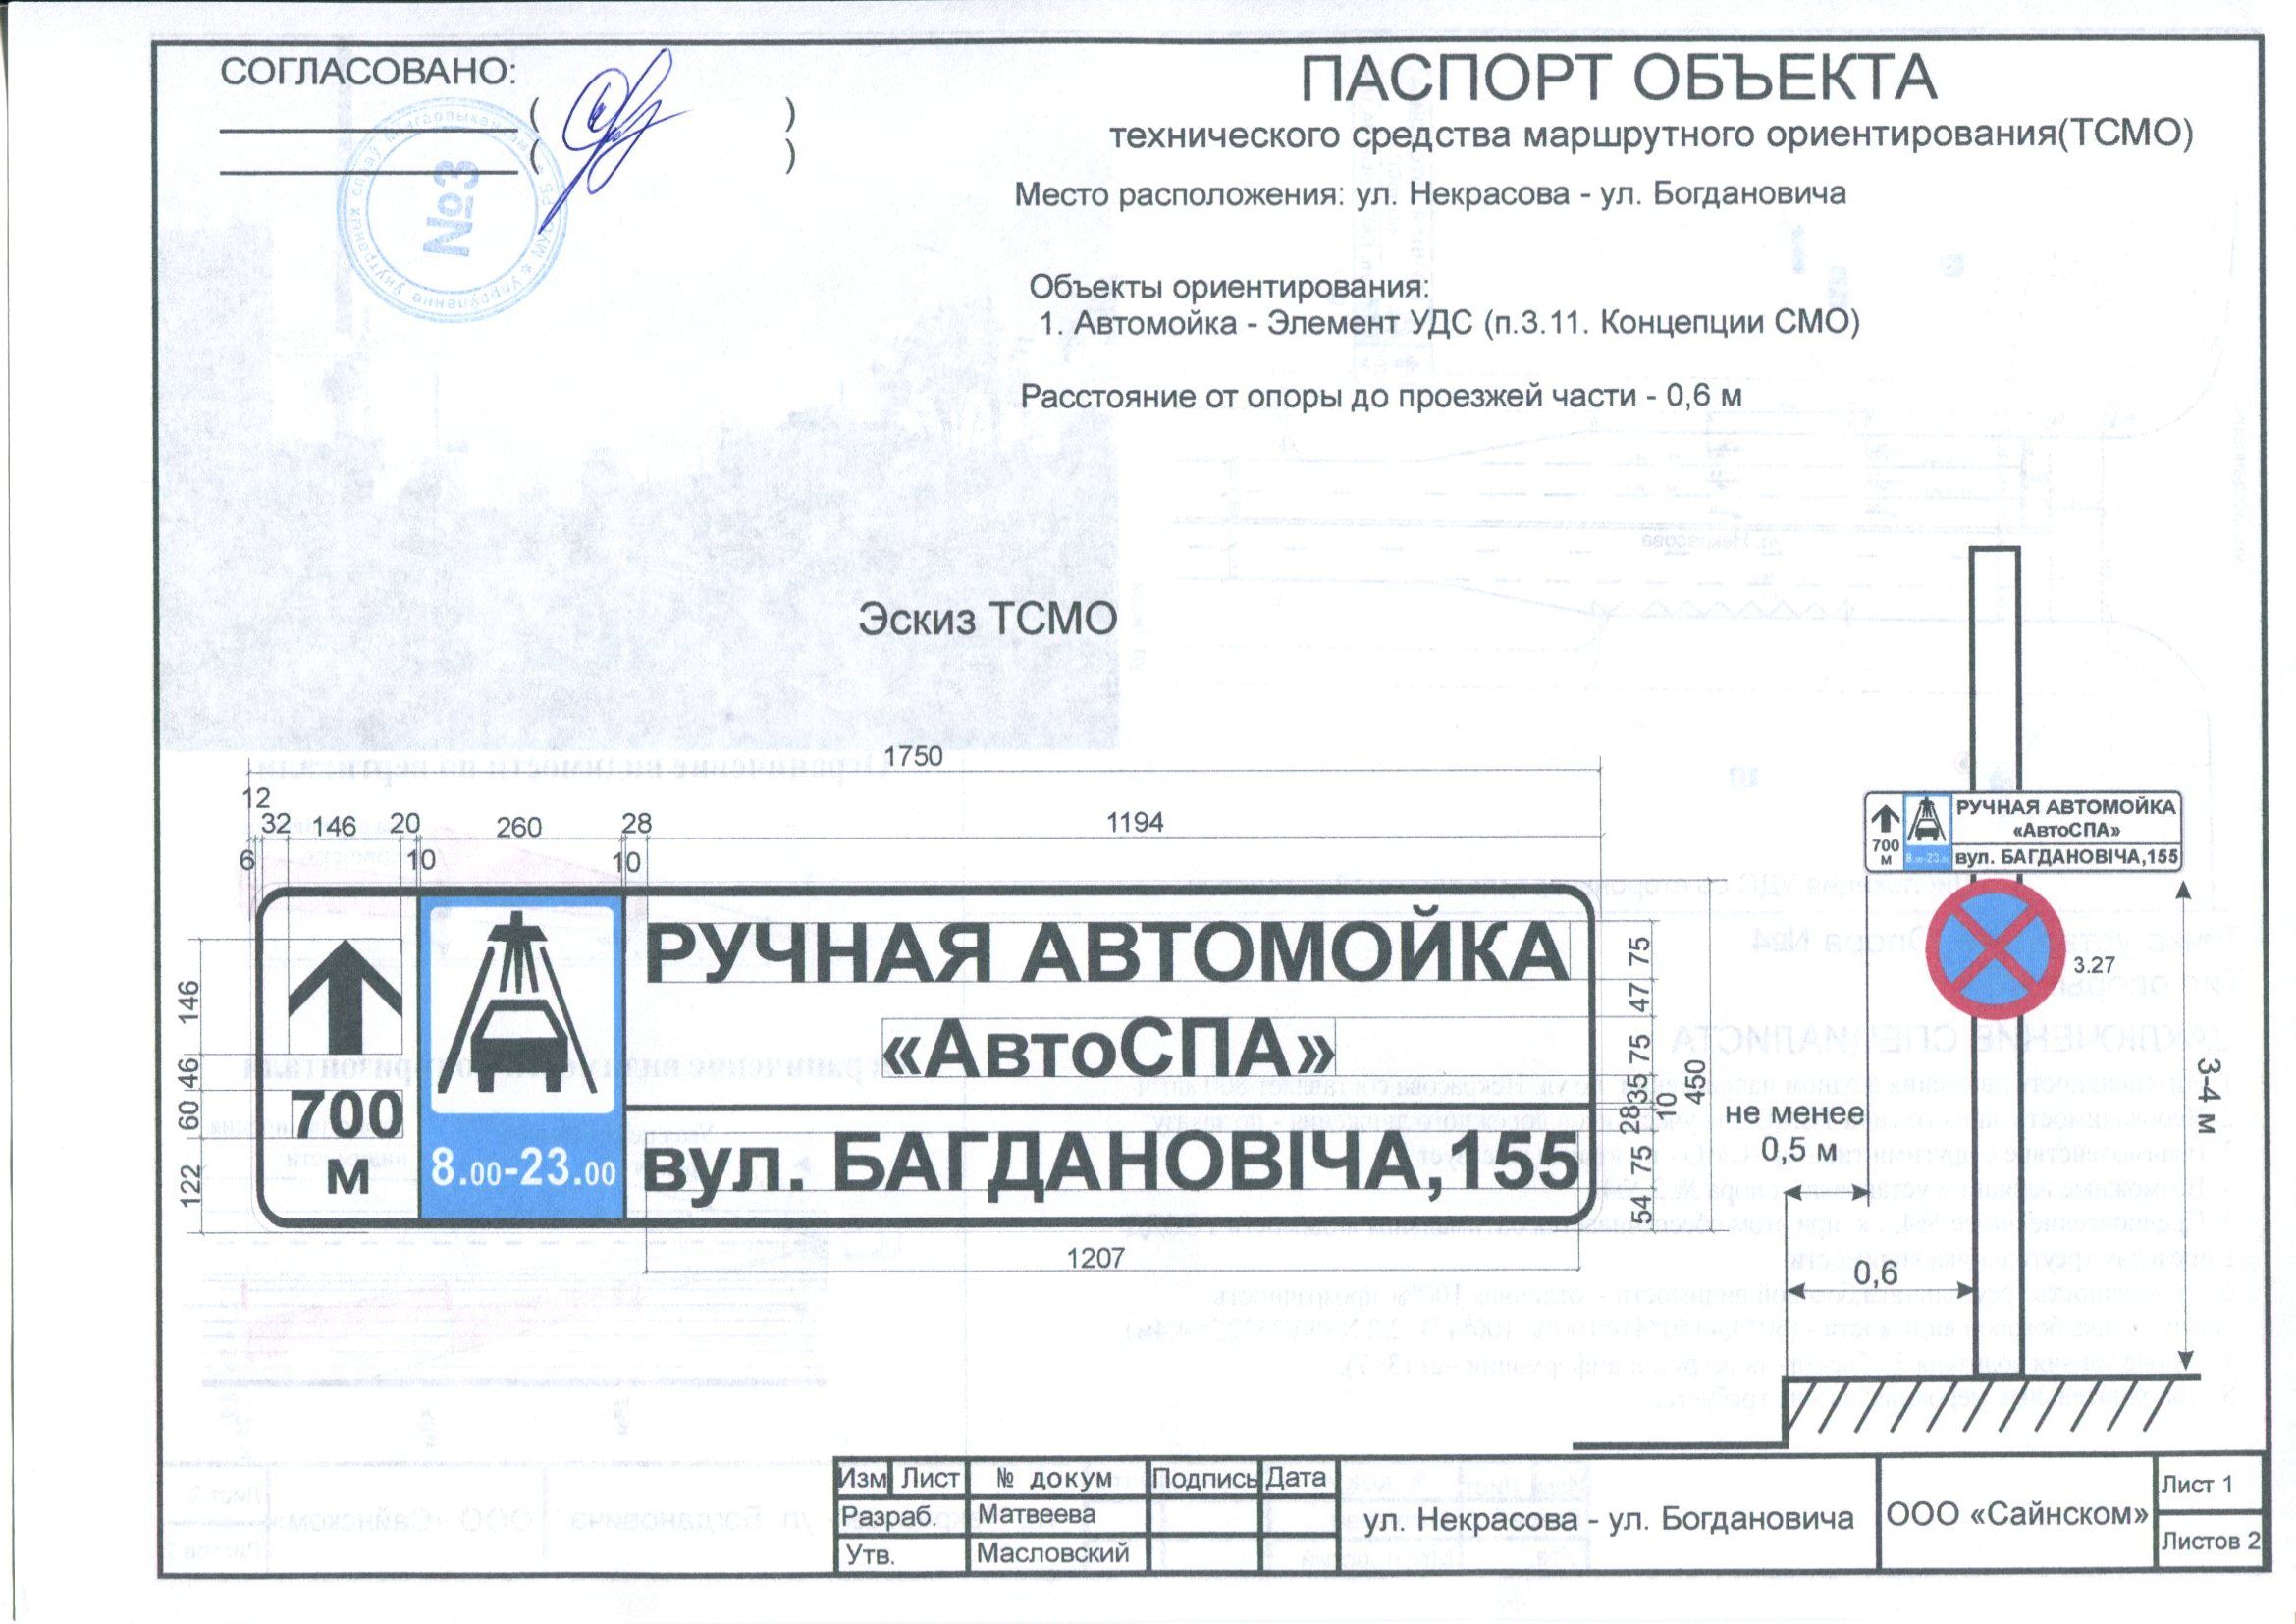 СОГЛАСОВАНО:
( )
( )
№3
ПАСПОРТ ОБЪЕКТА
технического средства маршрутного ориентирования(ТСМО)
Место расположения: ул. Некрасова - ул. Богдановича
Объекты ориентирования:
1. Автомойка - Элемент УДС (п.3.11. Концепции СМО)
Расстояние от опоры до проезжей части - 0,6 м
Эскиз ТСМО
1750
12
32 146 20 260 28 1194
6 10 10
РУЧНАЯ АВТОМОЙКА
«АвтоСПА»
вул. БАГДАНОВІЧА,155
700
м
8.00-23.00
146
46
60
122
75
47
75
35
10
28
75
54
450
1207
РУЧНАЯ АВТОМОЙКА
«АвтоСПА»
вул. БАГДАНОВІЧА,155
700
м
8.00-23.00
3.27
3-4 м
не менее
0,5 м
0,6
Изм Лист № докум Подпись Дата
Разраб. Матвеева
Утв. Масловский
ул. Некрасова - ул. Богдановича
ООО «Сайнском»
Лист 1
Листов 2